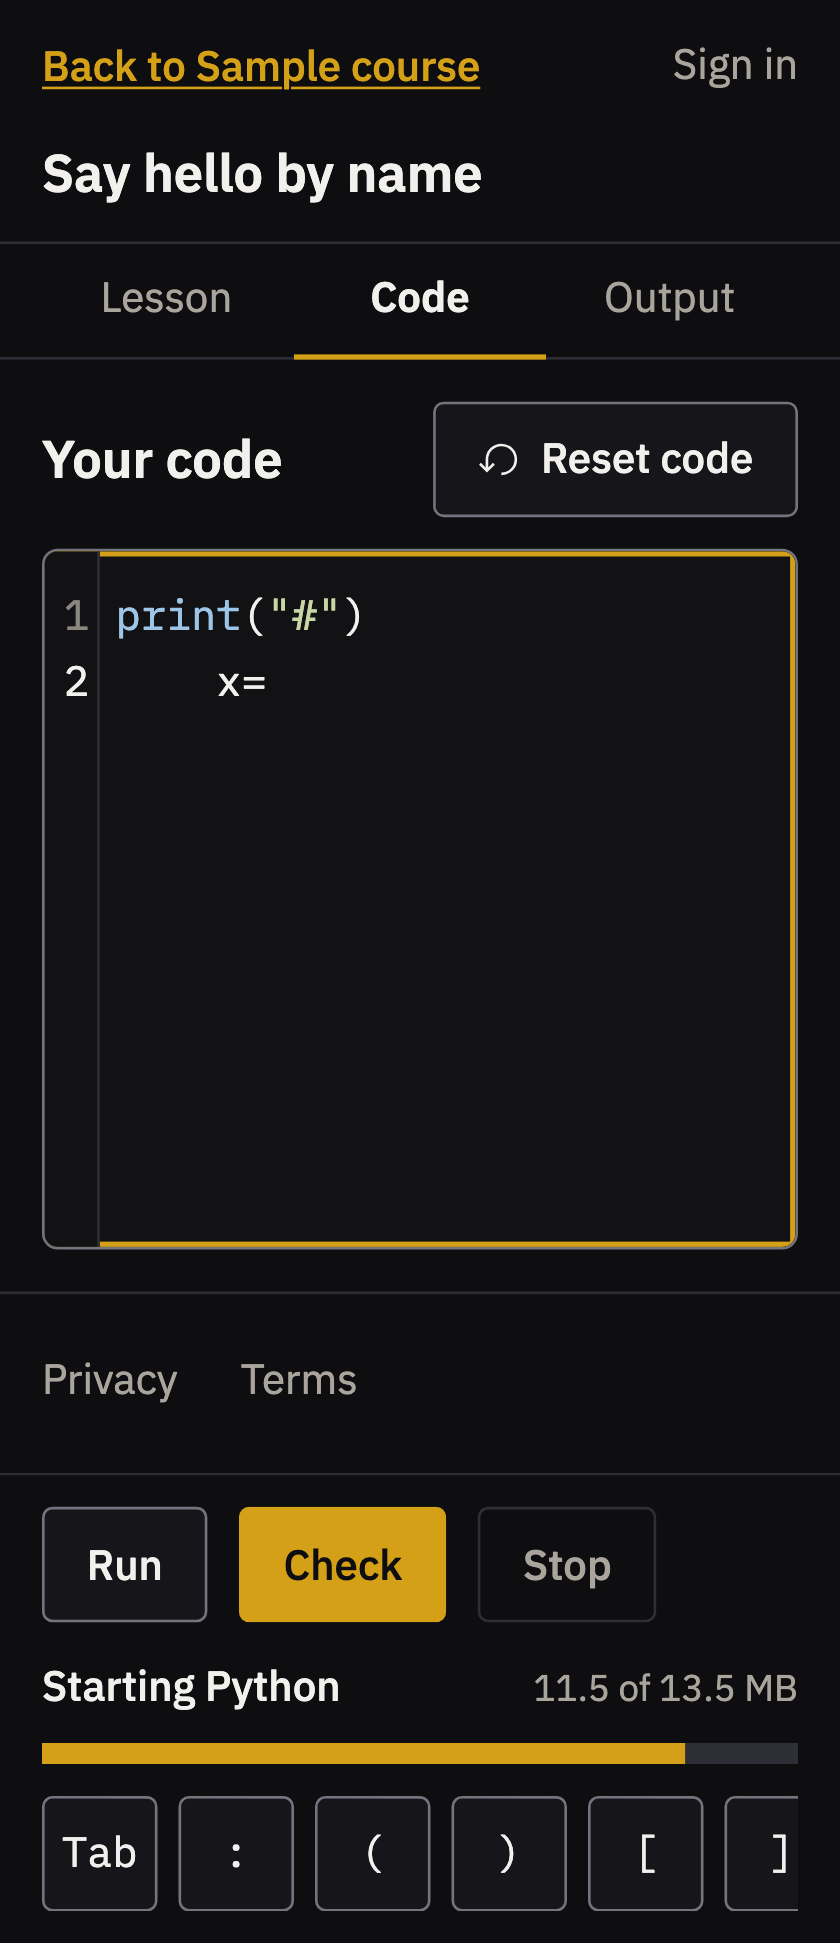 Back to Sample course
Sign in
Say hello by name
Lesson
Code
Output
Your code
Reset code
1 print("#")
2     x=
Privacy
Terms
Run
Check
Stop
Starting Python
11.5 of 13.5 MB
Tab
:
(
)
[
]